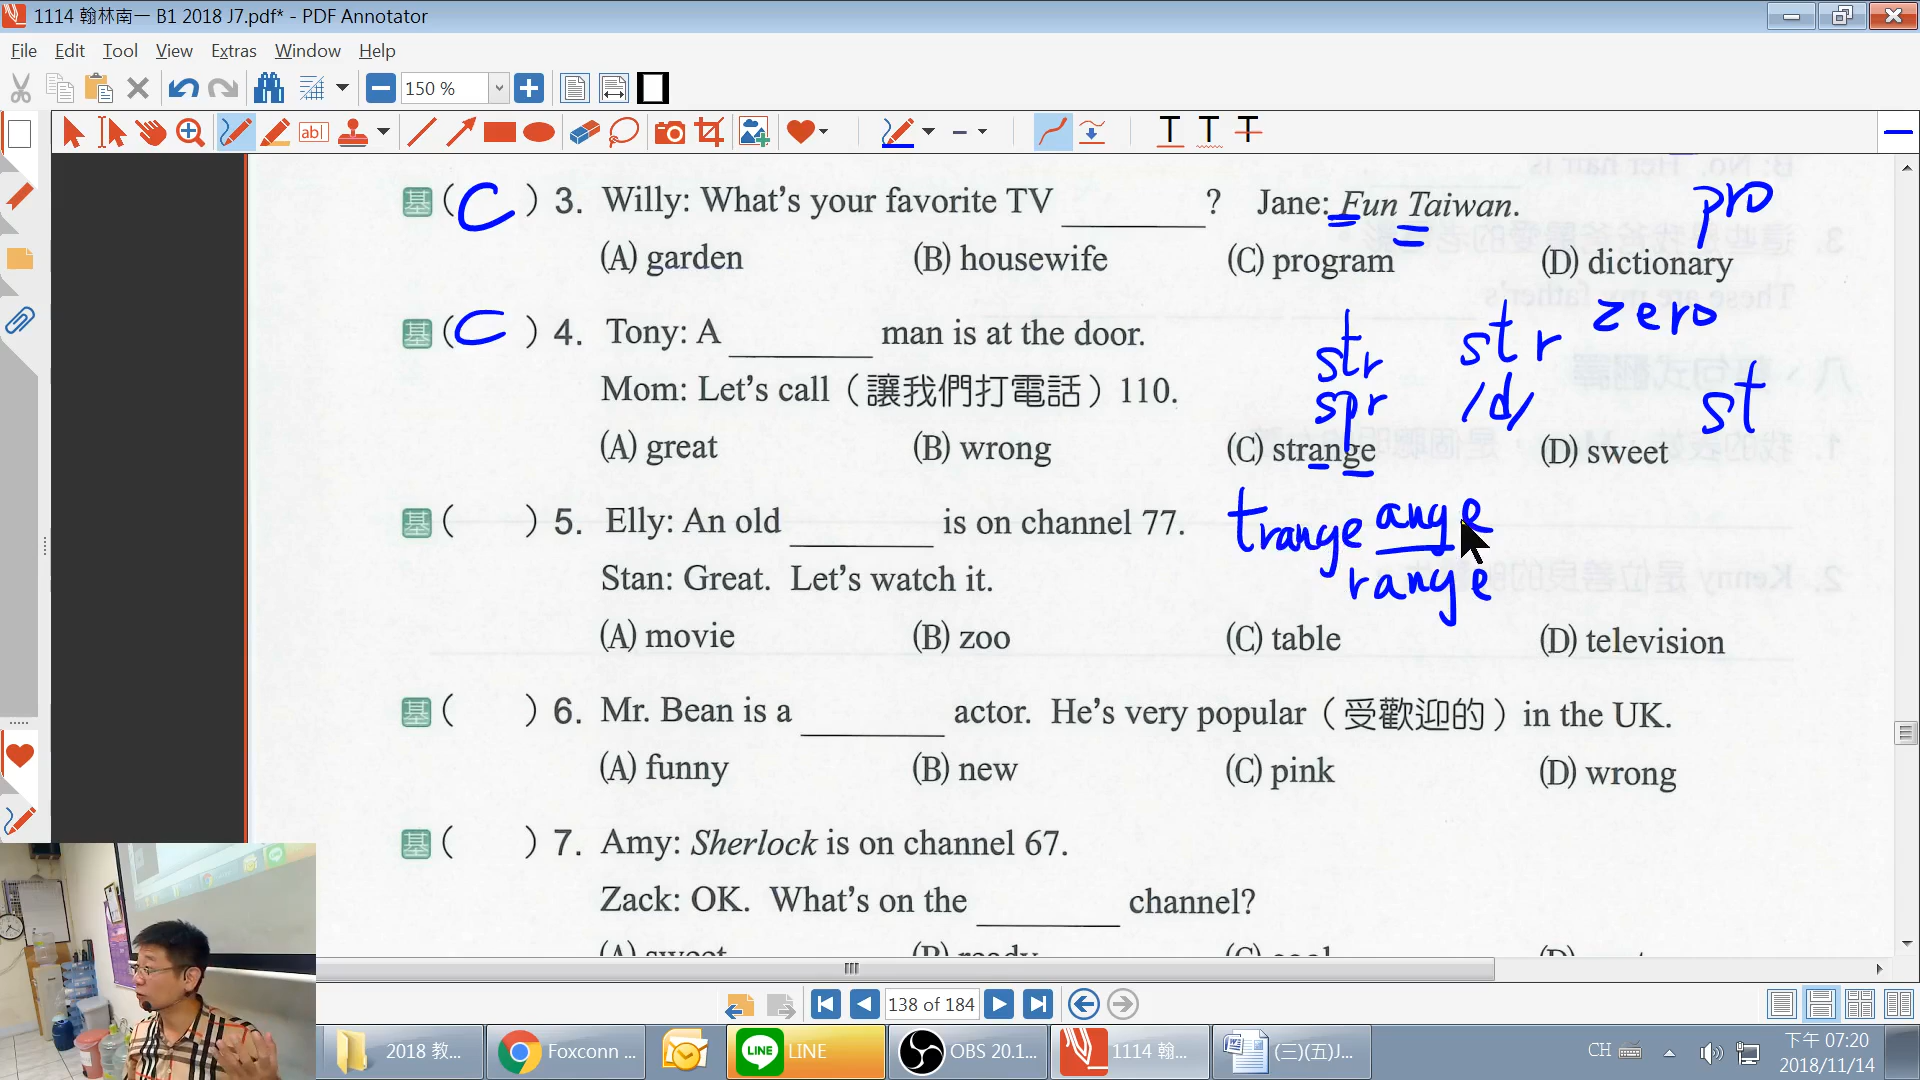 1114 翰林南一 B1 2018 J7.pdf* - PDF Annotator
File Edit Tool View Extras Window Help
150 %
基 ( C ) 3. Willy: What's your favorite TV ________ ? Jane: Fun Taiwan. pro
(A) garden (B) housewife (C) program (D) dictionary
zero
基 ( C ) 4. Tony: A ________ man is at the door. str str
Mom: Let's call（讓我們打電話）110. spr /d/ st
(A) great (B) wrong (C) strange (D) sweet
基 ( ) 5. Elly: An old ________ is on channel 77. trange ange
Stan: Great. Let's watch it. range
(A) movie (B) zoo (C) table (D) television
基 ( ) 6. Mr. Bean is a ________ actor. He's very popular（受歡迎的）in the UK.
(A) funny (B) new (C) pink (D) wrong
基 ( ) 7. Amy: Sherlock is on channel 67.
Zack: OK. What's on the ________ channel?
138 of 184
2018 教... Foxconn ... LINE LINE OBS 20.1... 1114 翰... (三)(五)J...
CH 下午 07:20
2018/11/14